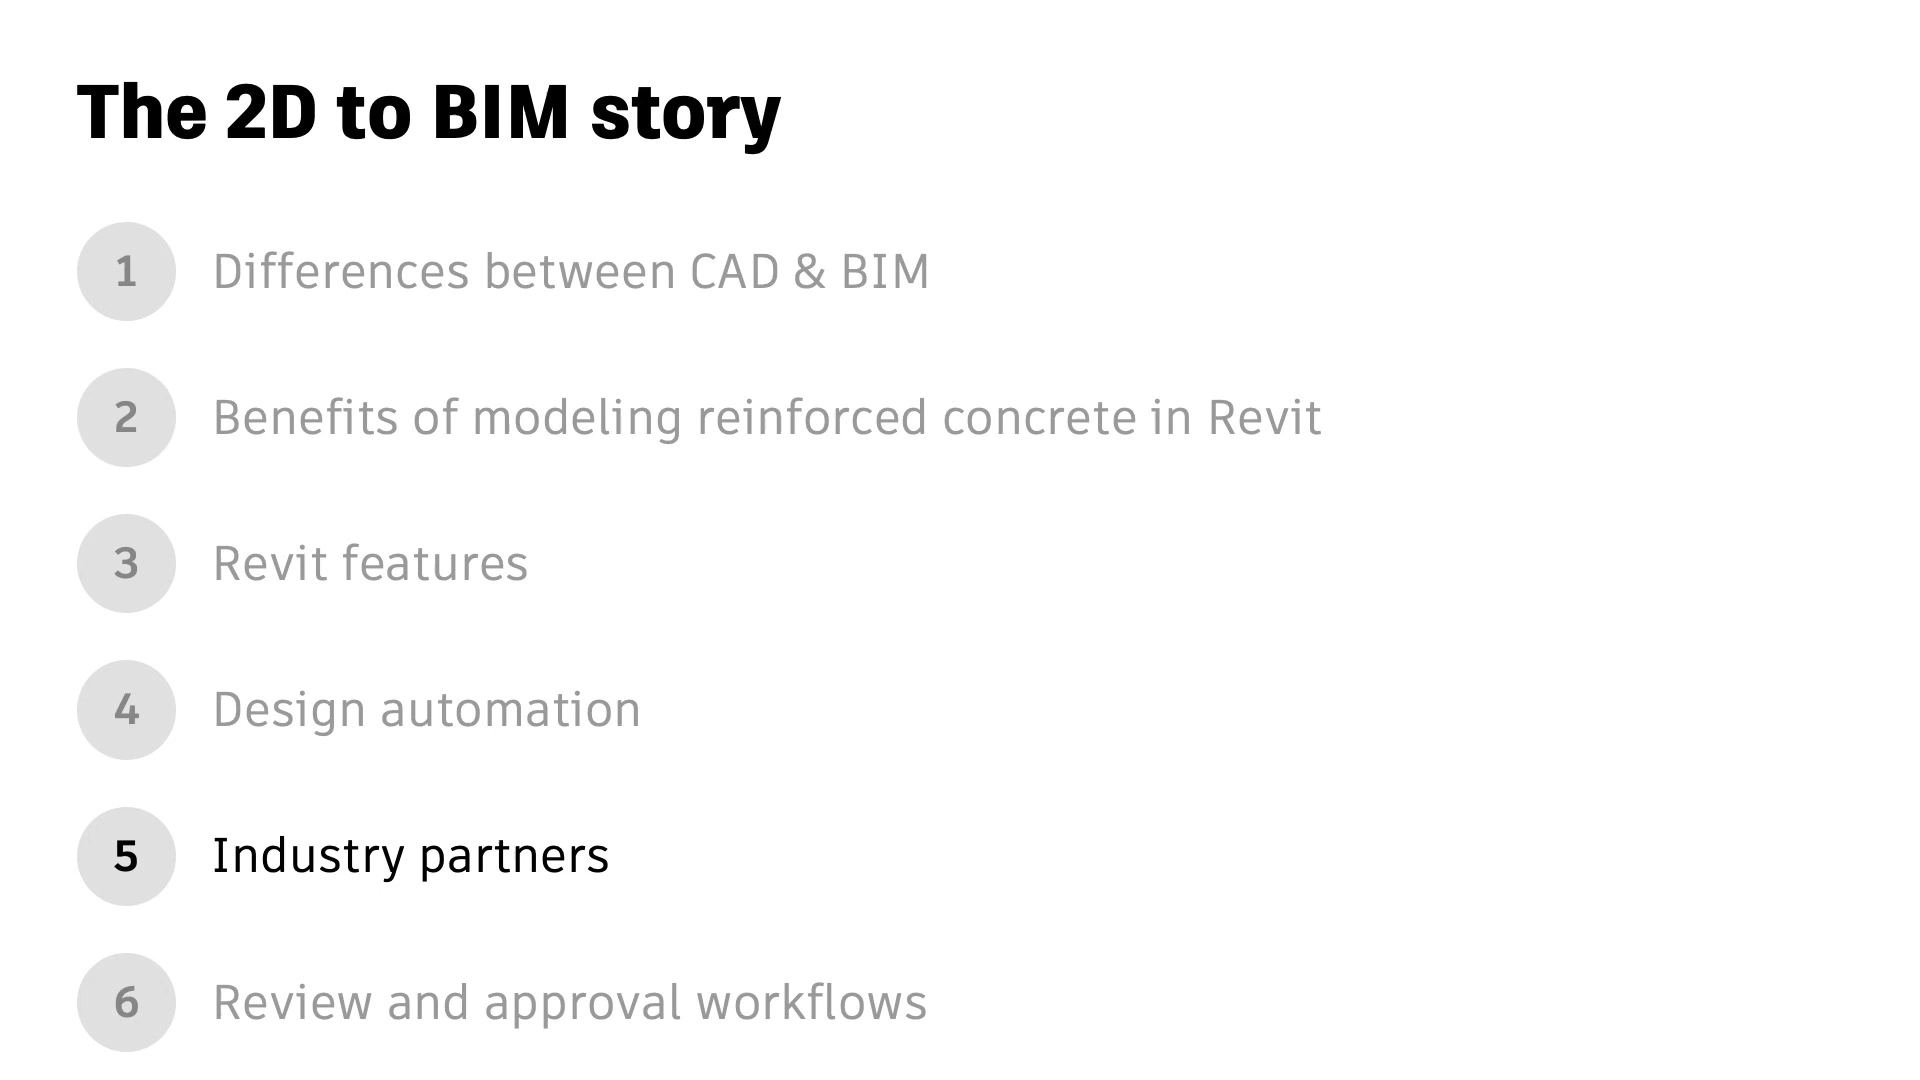 The 2D to BIM story
1 Differences between CAD & BIM
2 Benefits of modeling reinforced concrete in Revit
3 Revit features
4 Design automation
5 Industry partners
6 Review and approval workflows